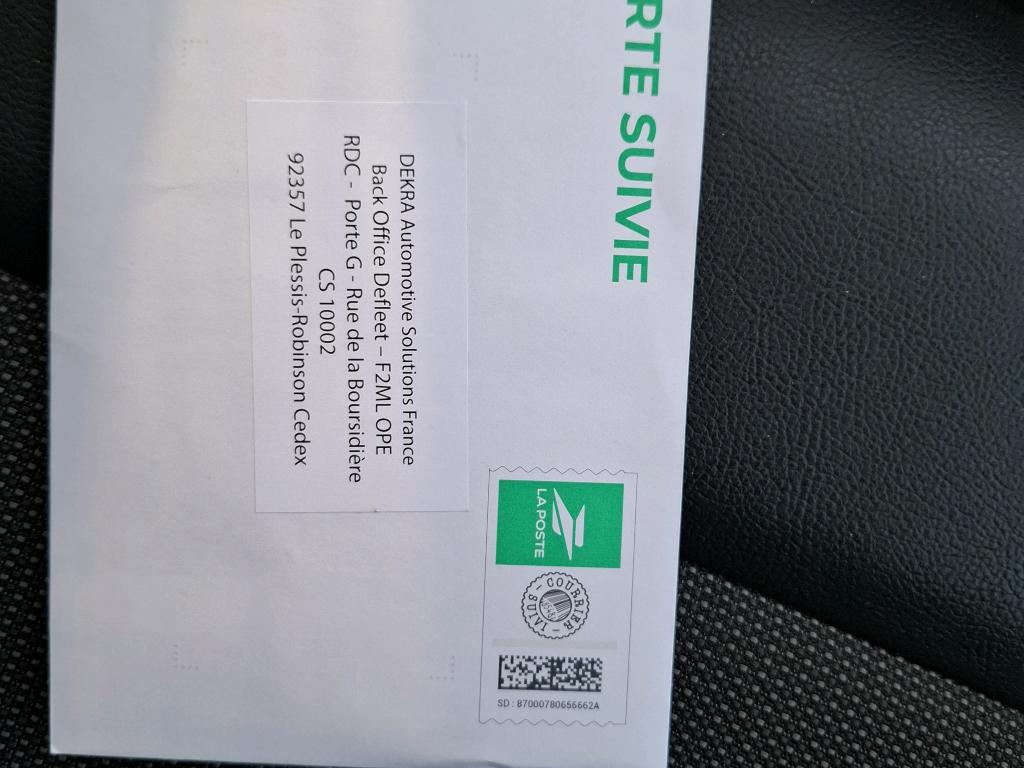 RTE SUIVIE
LA POSTE
COURRIER
SUIVI
SD : 87000780656662A
DEKRA Automotive Solutions France
Back Office Defleet – F2ML OPE
RDC - Porte G - Rue de la Boursidière
CS 10002
92357 Le Plessis-Robinson Cedex